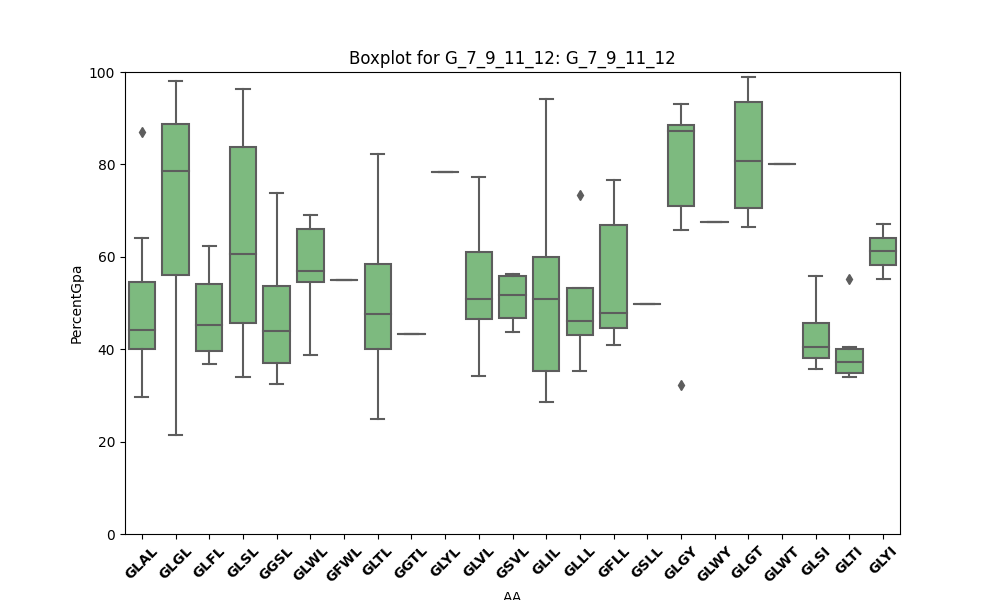 Boxplot for G_7_9_11_12: G_7_9_11_12
100
80
60
40
20
0
PercentGpa
GLAL GLGL GLFL GLSL GGSL GLWL GFWL GLTL GGTL GLYL GLVL GSVL GLIL GLLL GFLL GSLL GLGY GLWY GLGT GLWT GLSI GLTI GLYI
AA